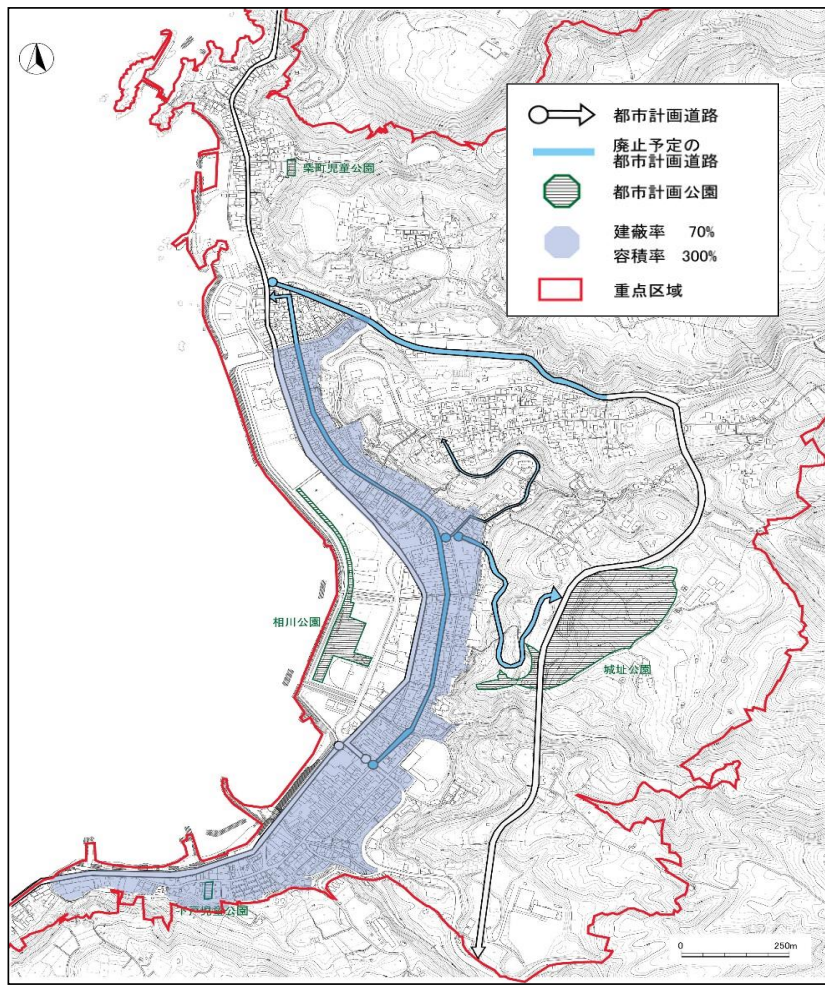 都市計画道路
廃止予定の
都市計画道路
都市計画公園
建蔽率 70%
容積率 300%
重点区域
栄町児童公園
相川公園
城址公園
下戸児童公園
0 250m